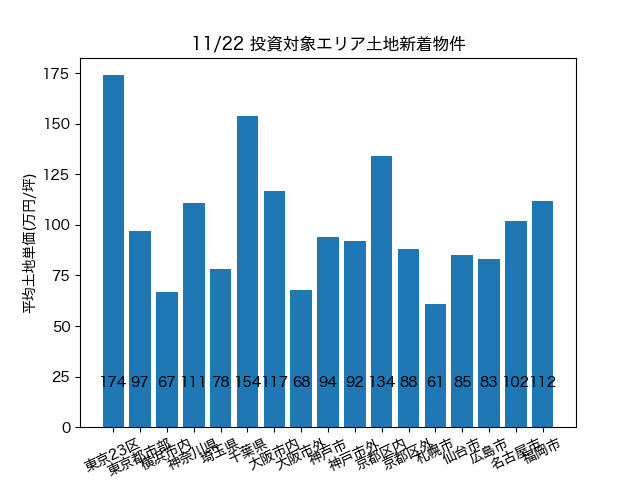 11/22 投資対象エリア土地新着物件
平均土地単価(万円/坪)
175
150
125
100
75
50
25
0
174 97 67 111 78 154 117 68 94 92 134 88 61 85 83 102 112
東京23区 東京都市部 横浜市内 神奈川県 埼玉県 千葉県 大阪市内 大阪市外 神戸市 神戸市外 京都区内 京都区外 札幌市 仙台市 広島市 名古屋市 福岡市